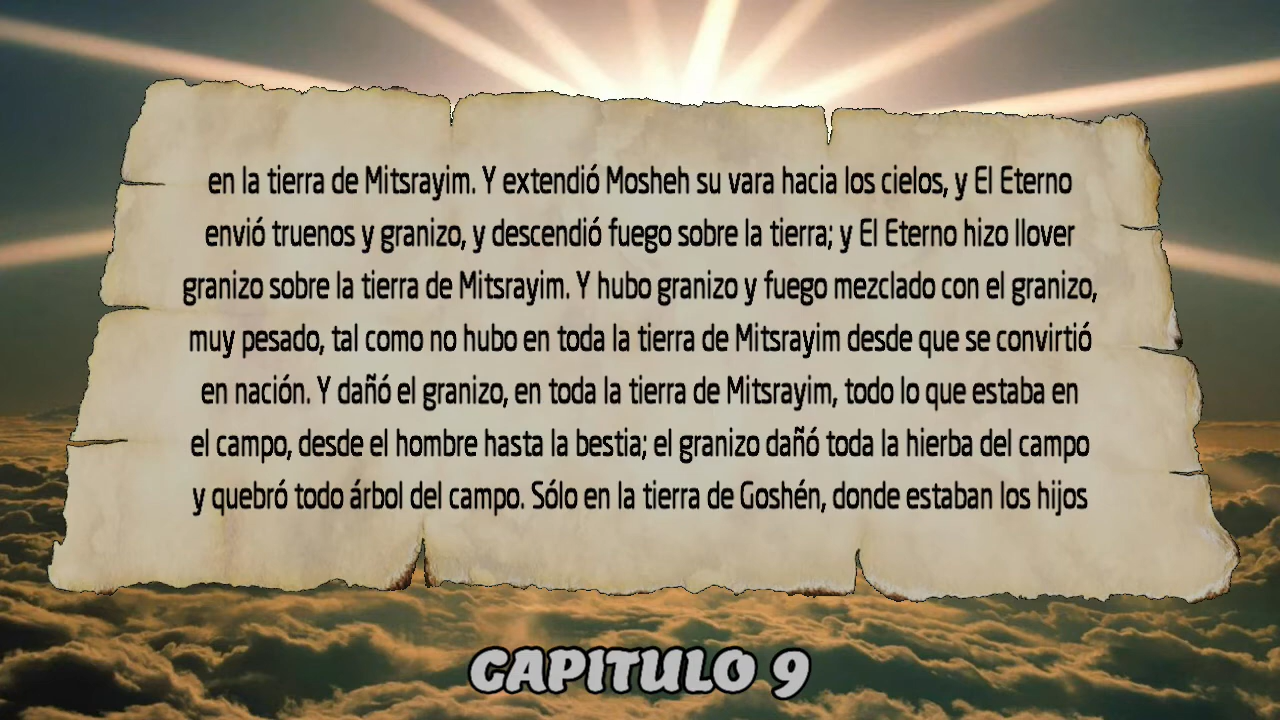 en la tierra de Mitsrayim. Y extendió Mosheh su vara hacia los cielos, y El Eterno
envió truenos y granizo, y descendió fuego sobre la tierra; y El Eterno hizo llover
granizo sobre la tierra de Mitsrayim. Y hubo granizo y fuego mezclado con el granizo,
muy pesado, tal como no hubo en toda la tierra de Mitsrayim desde que se convirtió
en nación. Y dañó el granizo, en toda la tierra de Mitsrayim, todo lo que estaba en
el campo, desde el hombre hasta la bestia; el granizo dañó toda la hierba del campo
y quebró todo árbol del campo. Sólo en la tierra de Goshén, donde estaban los hijos
CAPITULO 9